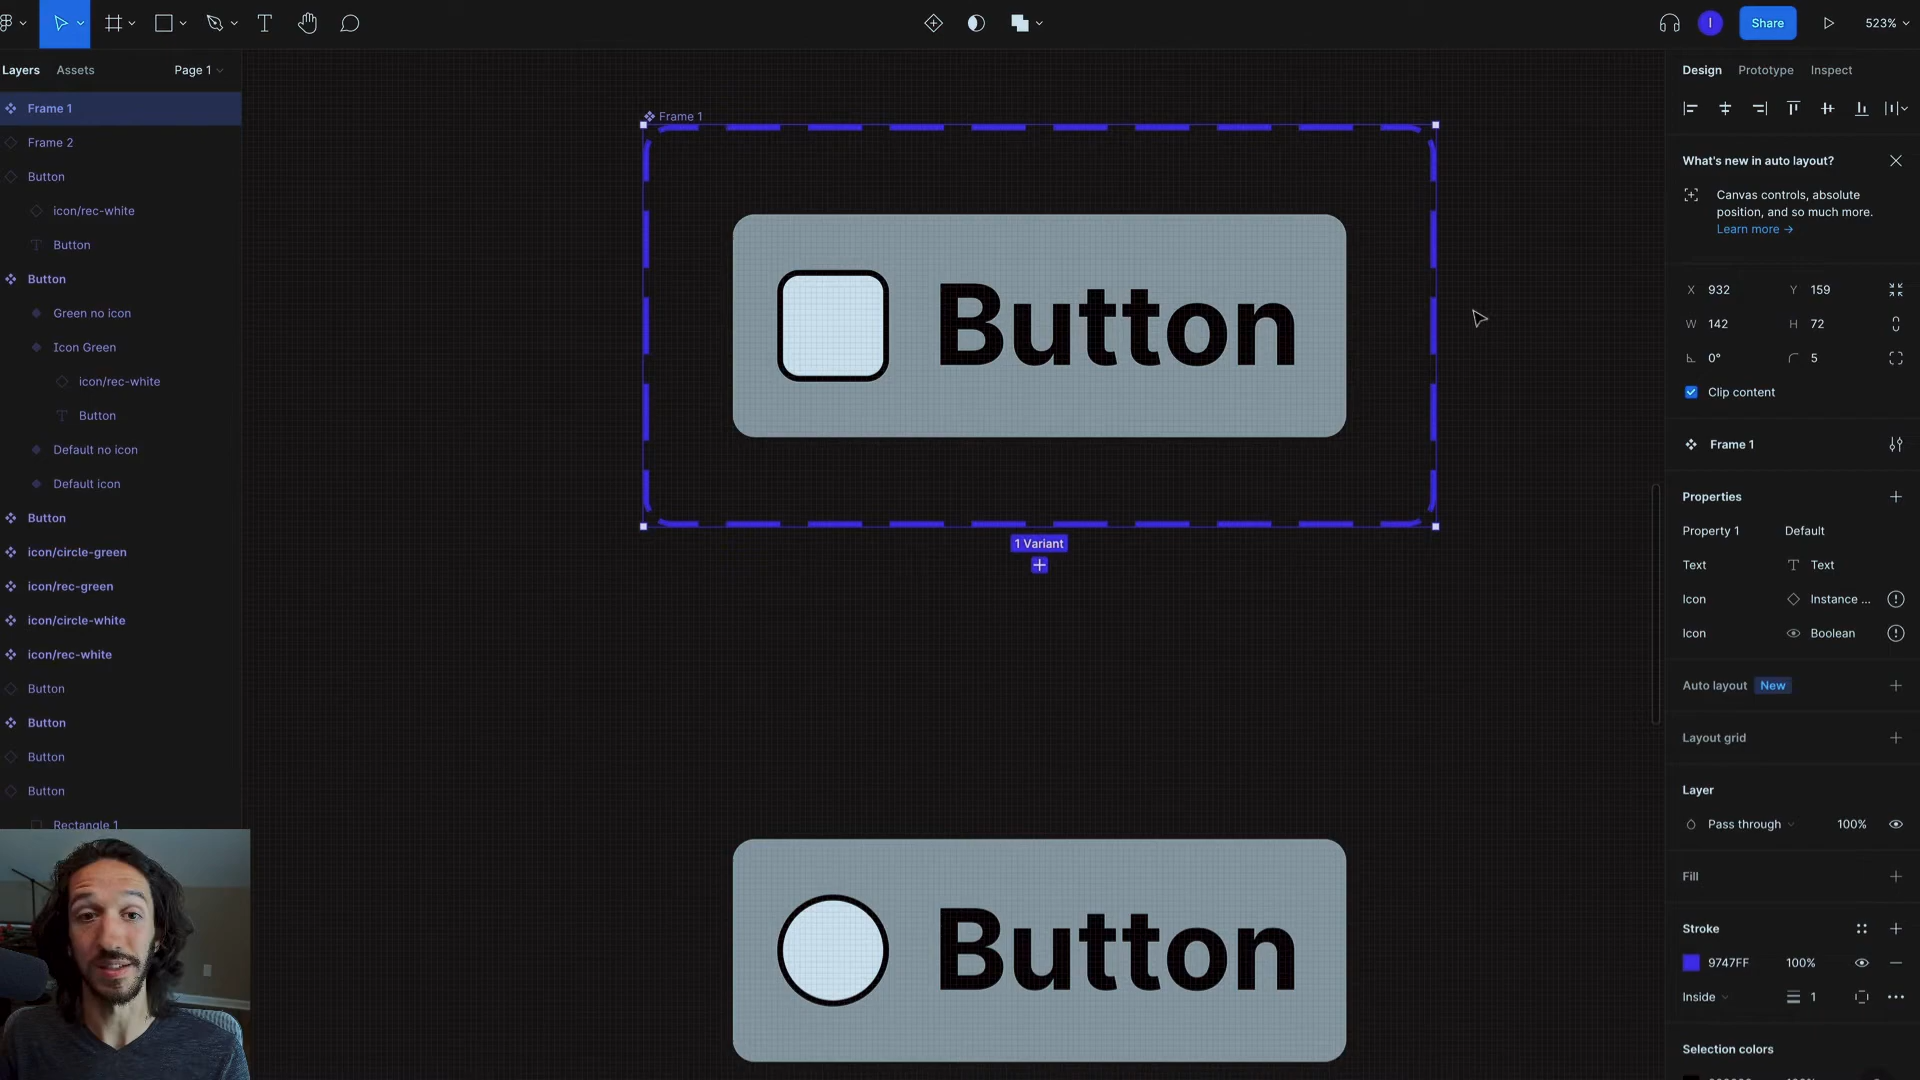 Share
523%
Layers
Assets
Page 1
Frame 1
Frame 2
Button
icon/rec-white
Button
Button
Green no icon
Icon Green
icon/rec-white
Button
Default no icon
Default icon
Button
icon/circle-green
icon/rec-green
icon/circle-white
icon/rec-white
Button
Button
Button
Button
Rectangle 1
Frame 1
Button
1 Variant
Button
Design
Prototype
Inspect
What's new in auto layout?
Canvas controls, absolute
position, and so much more.
Learn more →
X 932 Y 159
W 142 H 72
0° 5
Clip content
Frame 1
Properties
Property 1 Default
Text Text
Icon Instance ...
Icon Boolean
Auto layout New
Layout grid
Layer
Pass through 100%
Fill
Stroke
9747FF 100%
Inside 1
Selection colors